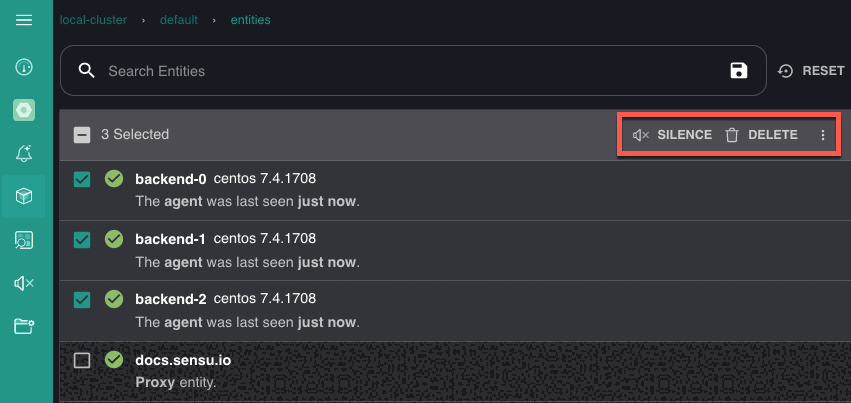 local-cluster › default › entities
Search Entities RESET
3 Selected SILENCE DELETE
backend-0 centos 7.4.1708
The agent was last seen just now.
backend-1 centos 7.4.1708
The agent was last seen just now.
backend-2 centos 7.4.1708
The agent was last seen just now.
docs.sensu.io
Proxy entity.